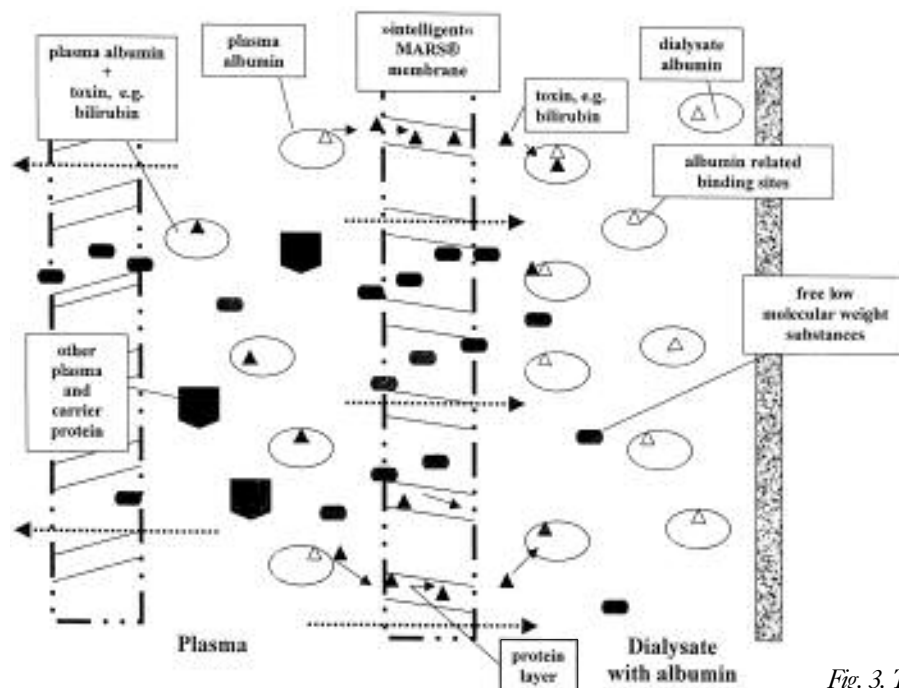 plasma albumin
+
toxin, e.g.
bilirubin
plasma
albumin
»intelligent«
MARS®
membrane
toxin, e.g.
bilirubin
dialysate
albumin
albumin related
binding sites
free low
molecular weight
substances
other
plasma
and
carrier
protein
Plasma
protein
layer
Dialysate
with albumin
Fig. 3. T